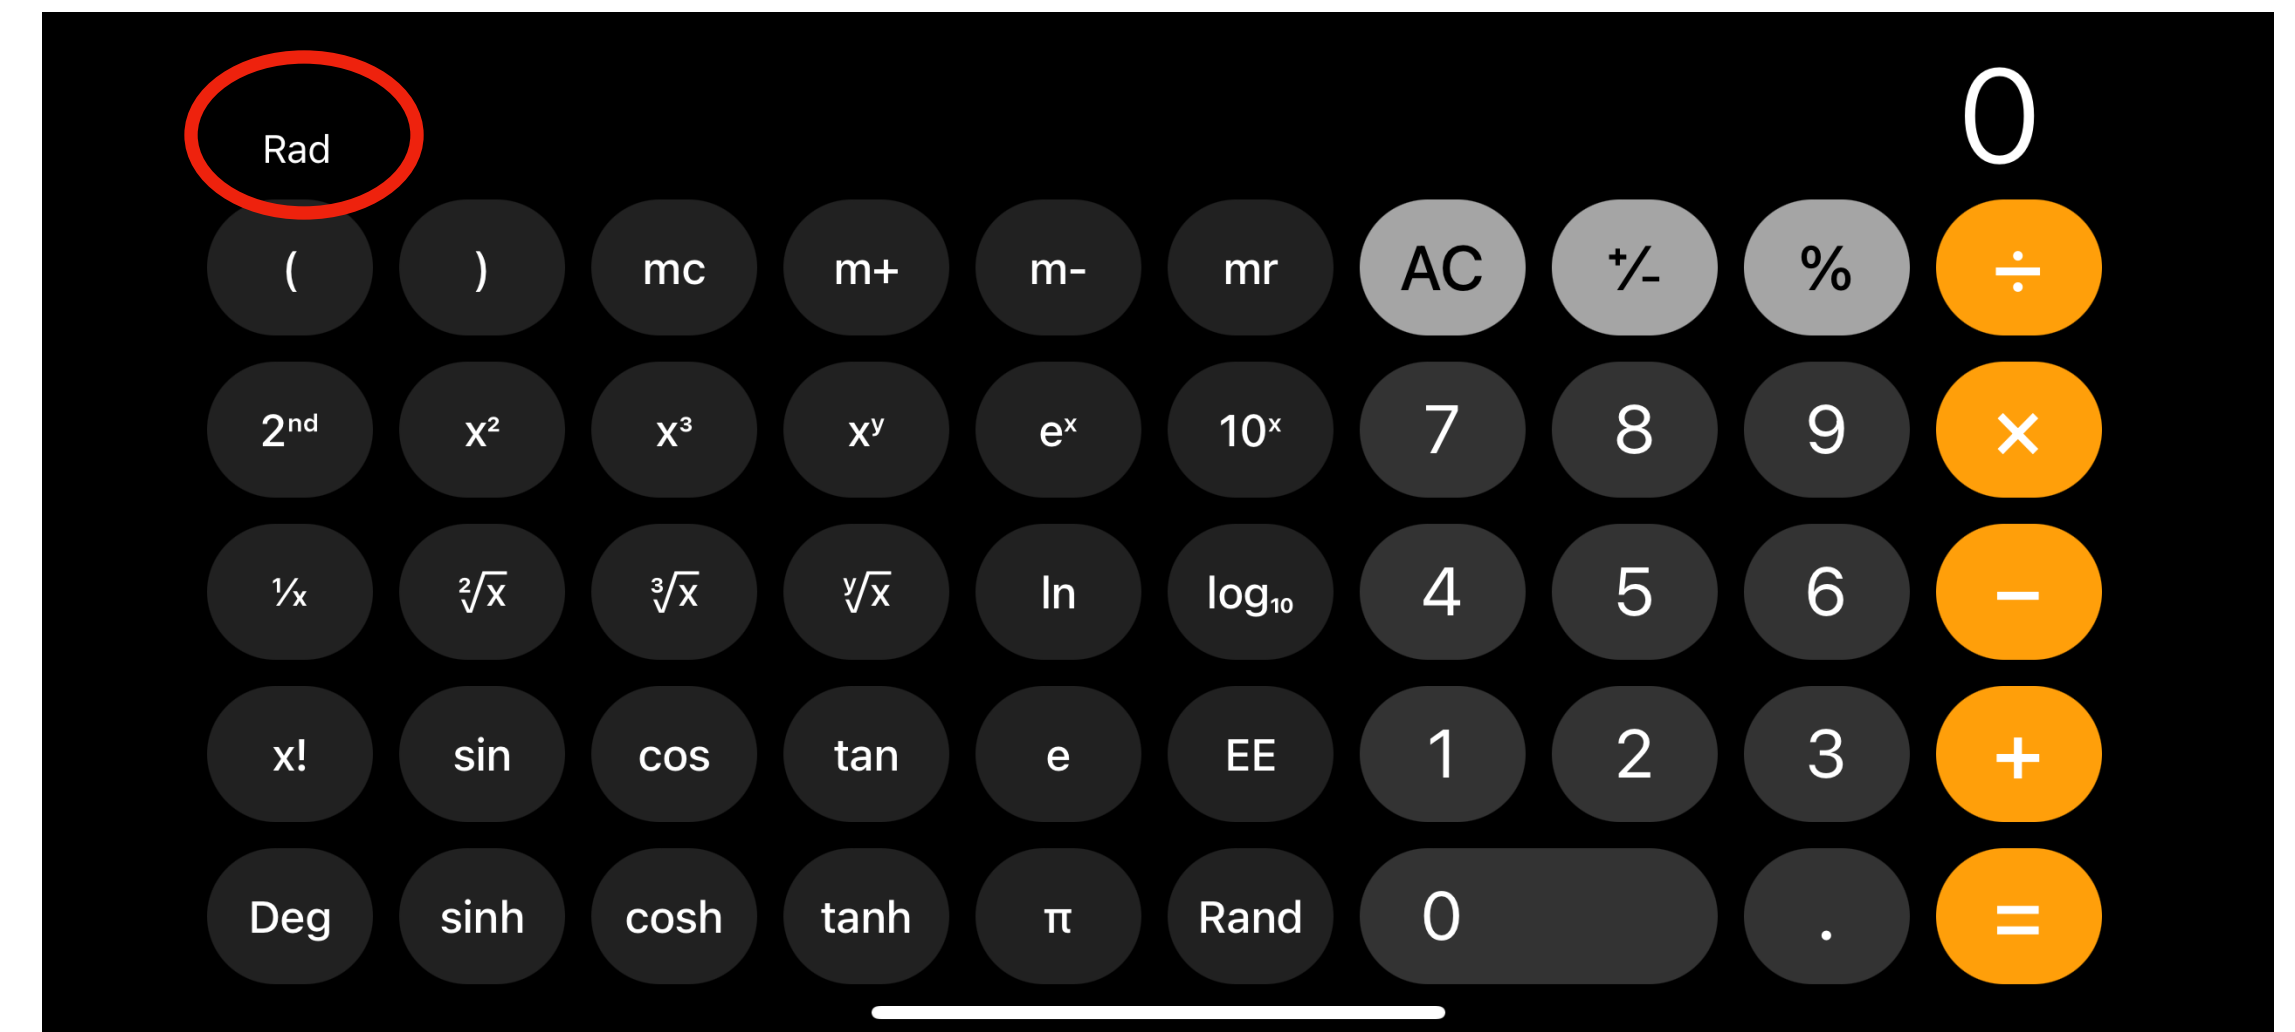 0
Rad
( ) mc m+ m- mr AC +/- % ÷
2ⁿᵈ x² x³ xʸ eˣ 10ˣ 7 8 9 ×
¹⁄ₓ ²√x ³√x ʸ√x ln log₁₀ 4 5 6 −
x! sin cos tan e EE 1 2 3 +
Deg sinh cosh tanh π Rand 0 . =